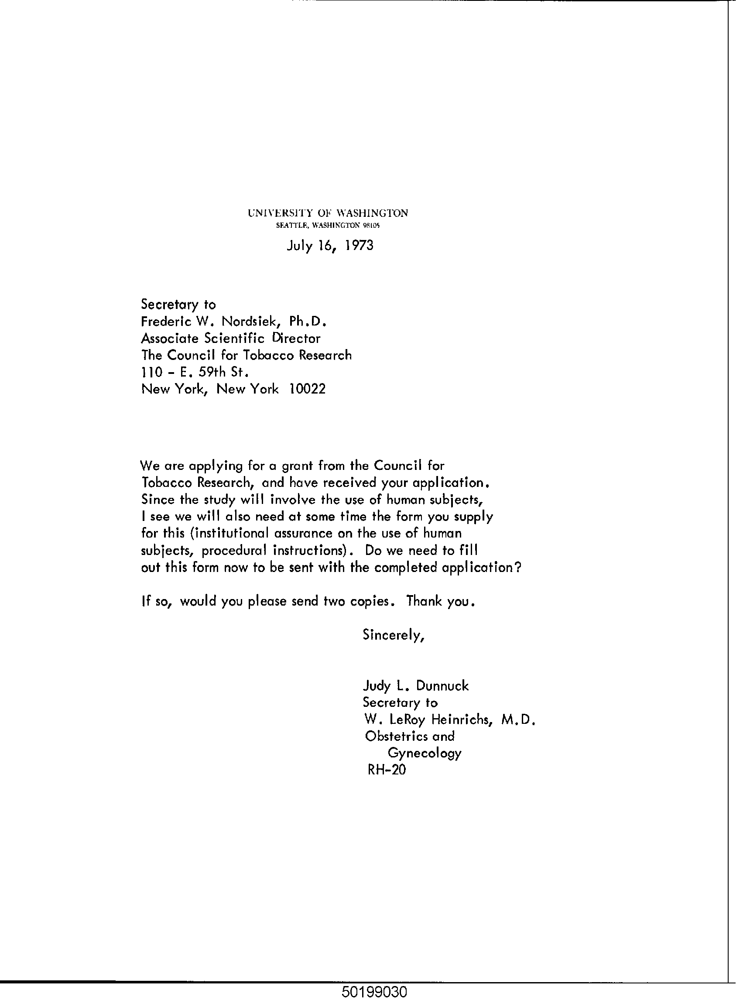 UNIVERSITY OF WASHINGTON
SEATTLE, WASHINGTON 98105
July 16, 1973
Secretary to
Frederic W. Nordsiek, Ph.D.
Associate Scientific Director
The Council for Tobacco Research
110 - E. 59th St.
New York, New York 10022
We are applying for a grant from the Council for
Tobacco Research, and have received your application.
Since the study will involve the use of human subjects,
I see we will also need at some time the form you supply
for this (institutional assurance on the use of human
subjects, procedural instructions). Do we need to fill
out this form now to be sent with the completed application?
If so, would you please send two copies. Thank you.
Sincerely,
Judy L. Dunnuck
Secretary to
W. LeRoy Heinrichs, M.D.
Obstetrics and
Gynecology
RH-20
50199030